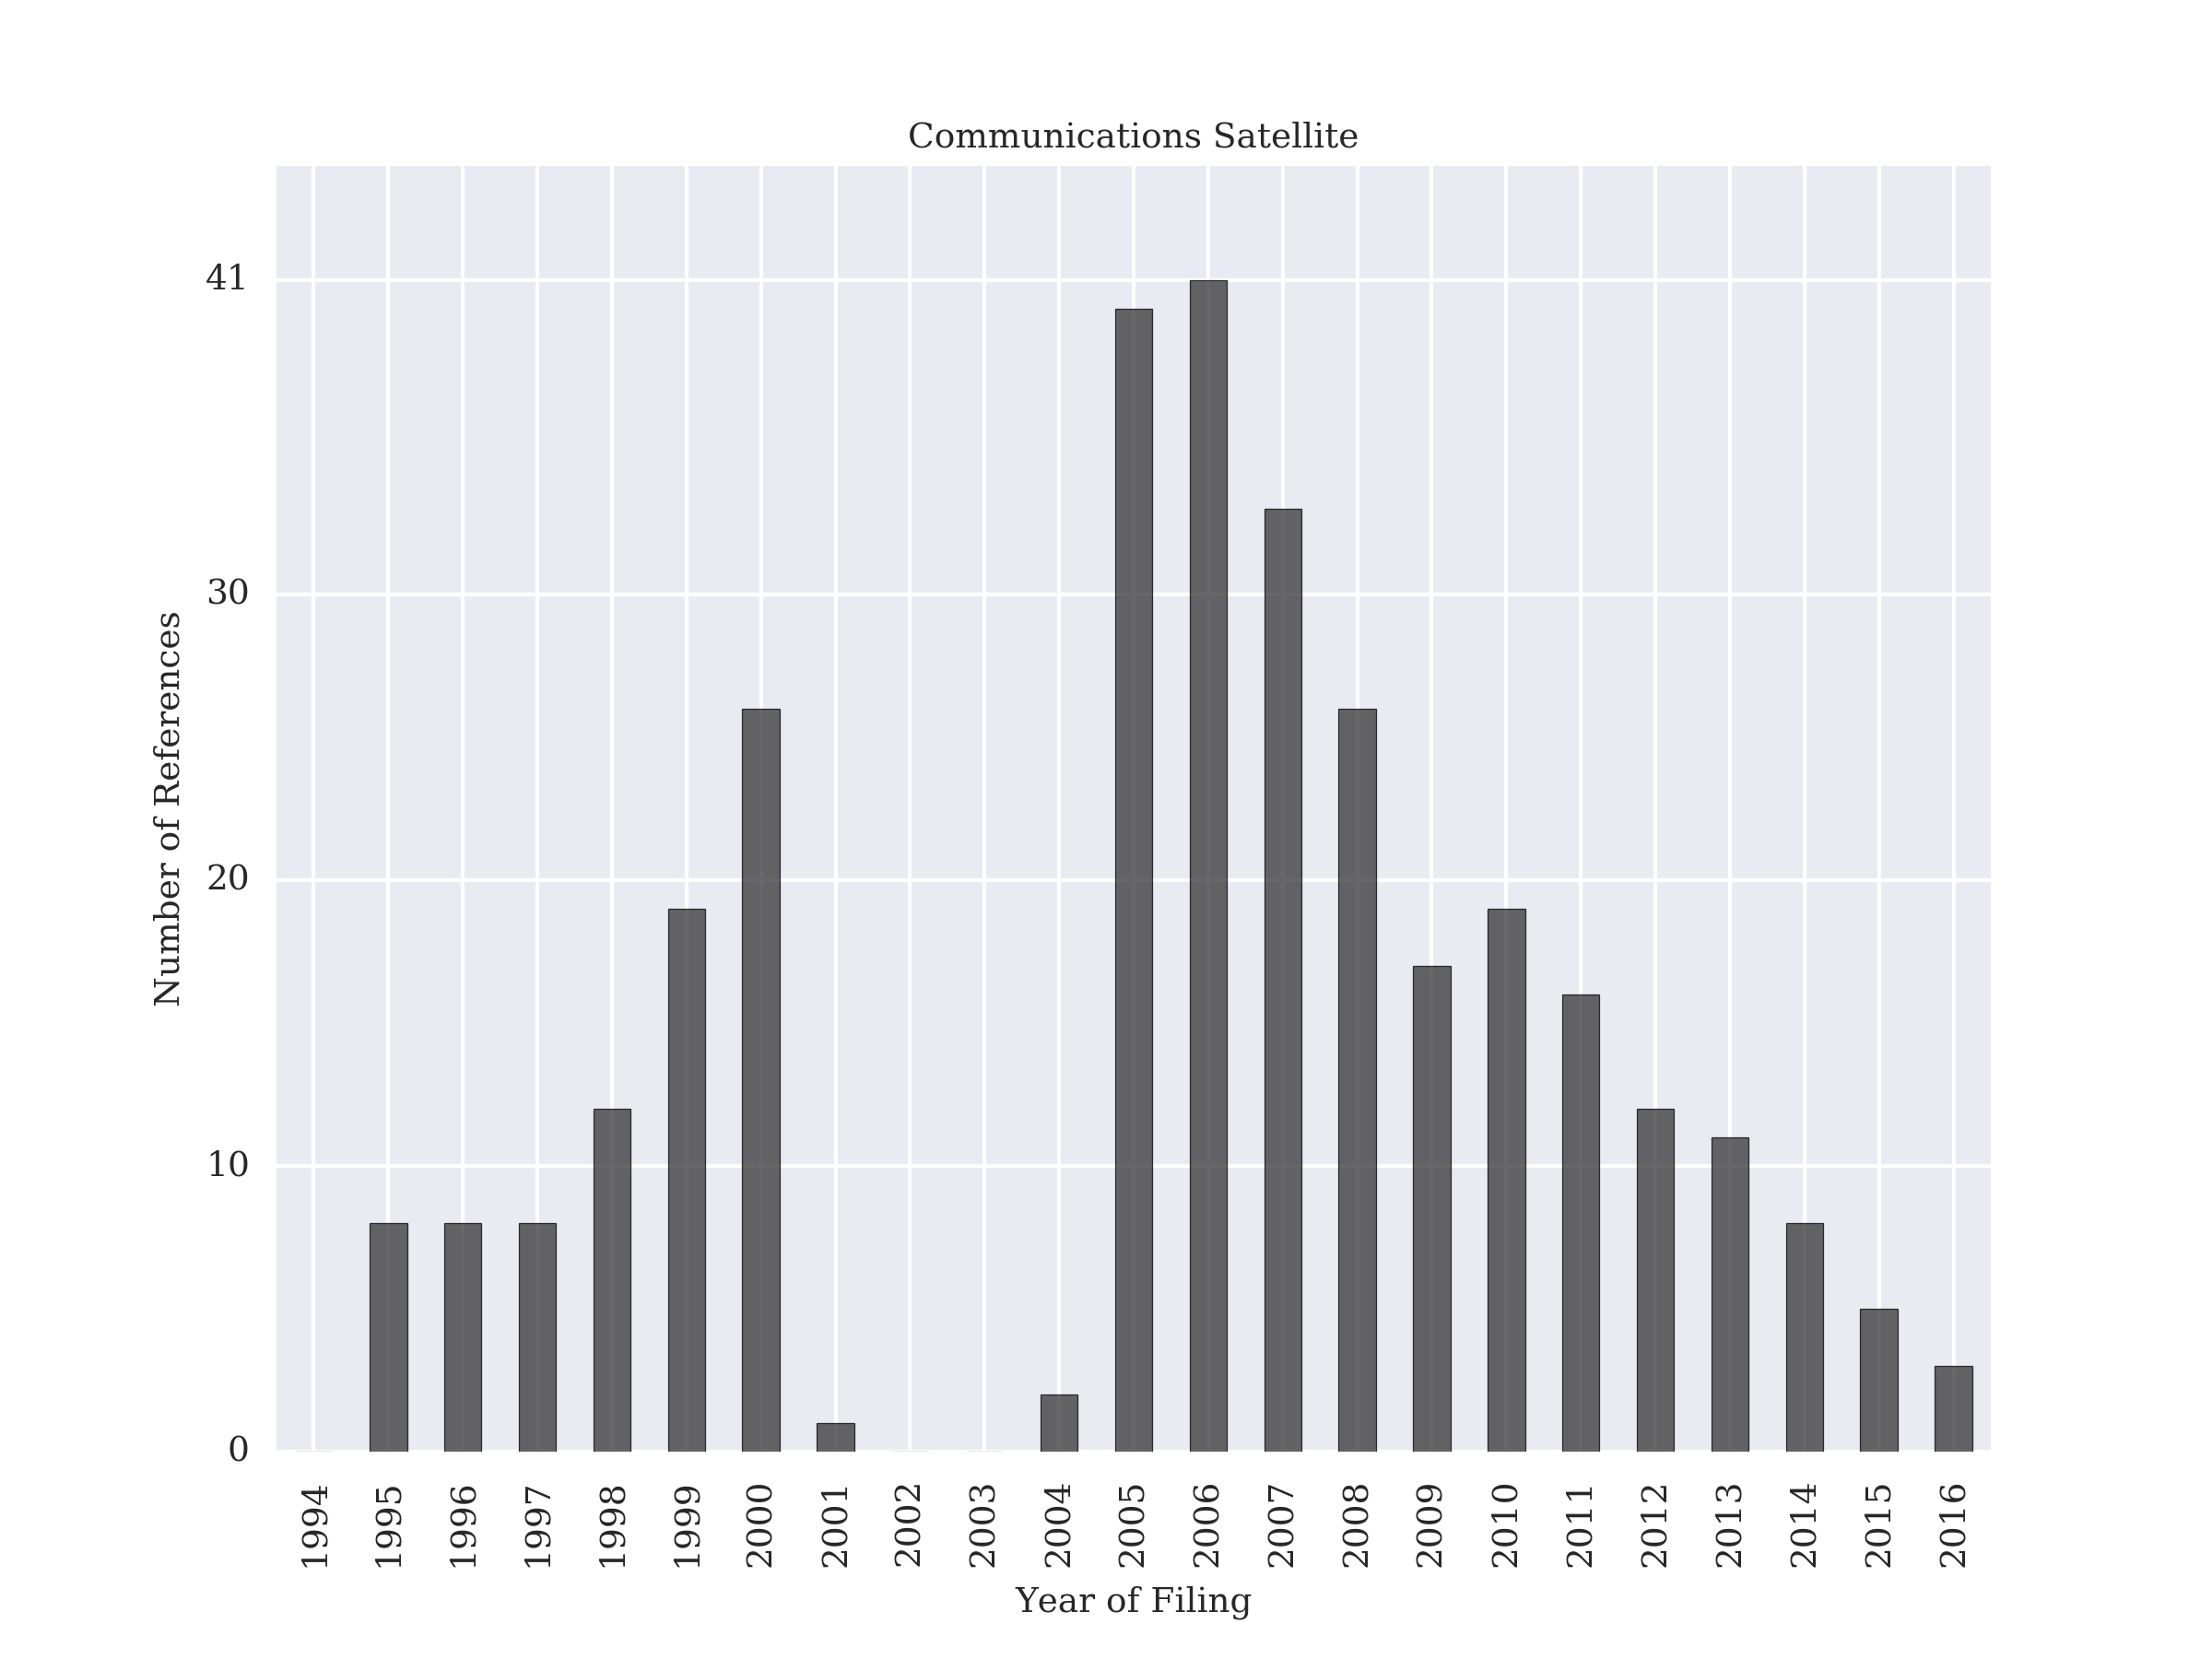 Communications Satellite
Number of References
41
30
20
10
0
1994 1995 1996 1997 1998 1999 2000 2001 2002 2003 2004 2005 2006 2007 2008 2009 2010 2011 2012 2013 2014 2015 2016
Year of Filing